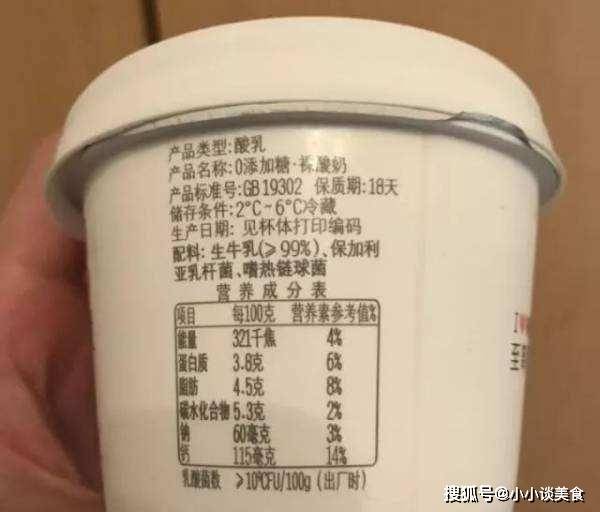 产品类型:酸乳
产品名称:0添加糖·裸酸奶
产品标准号:GB 19302 保质期:18天
储存条件:2°C~6°C冷藏
生产日期: 见杯体打印编码
配料: 生牛乳(≥99%)、保加利
亚乳杆菌、嗜热链球菌
营养成分表
项目 每100克 营养素参考值%
能量 321千焦 4%
蛋白质 3.8克 6%
脂肪 4.5克 8%
碳水化合物 5.3克 2%
钠 60毫克 3%
钙 115毫克 14%
乳酸菌数 (出厂时)
搜狐号@小小谈美食